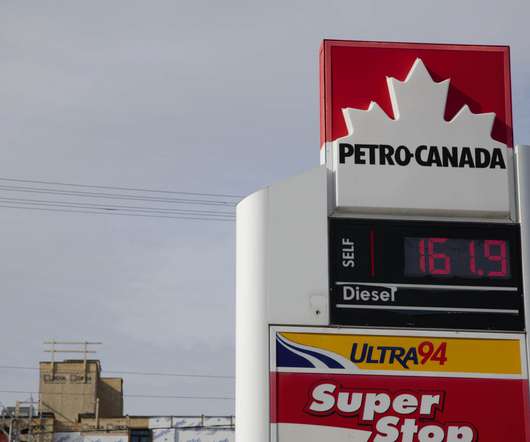 PETRO-CANADA
SELF
161.9
Diesel
ULTRA94
Super
Stop